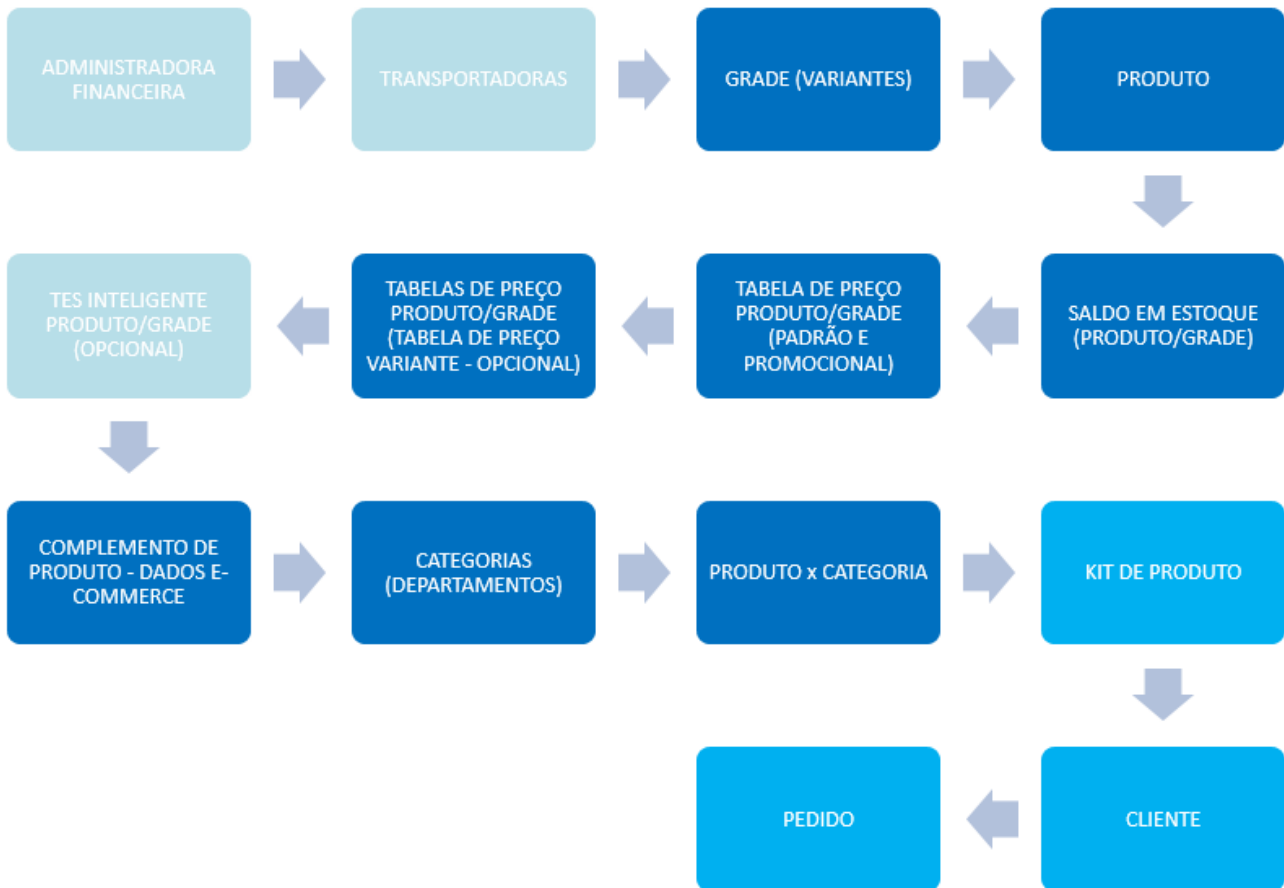 ADMINISTRADORA
FINANCEIRA
TRANSPORTADORAS
GRADE (VARIANTES)
PRODUTO
SALDO EM ESTOQUE
(PRODUTO/GRADE)
TABELA DE PREÇO
PRODUTO/GRADE
(PADRÃO E
PROMOCIONAL)
TABELAS DE PREÇO
PRODUTO/GRADE
(TABELA DE PREÇO
VARIANTE - OPCIONAL)
TES INTELIGENTE
PRODUTO/GRADE
(OPCIONAL)
COMPLEMENTO DE
PRODUTO - DADOS E-
COMMERCE
CATEGORIAS
(DEPARTAMENTOS)
PRODUTO x CATEGORIA
KIT DE PRODUTO
CLIENTE
PEDIDO